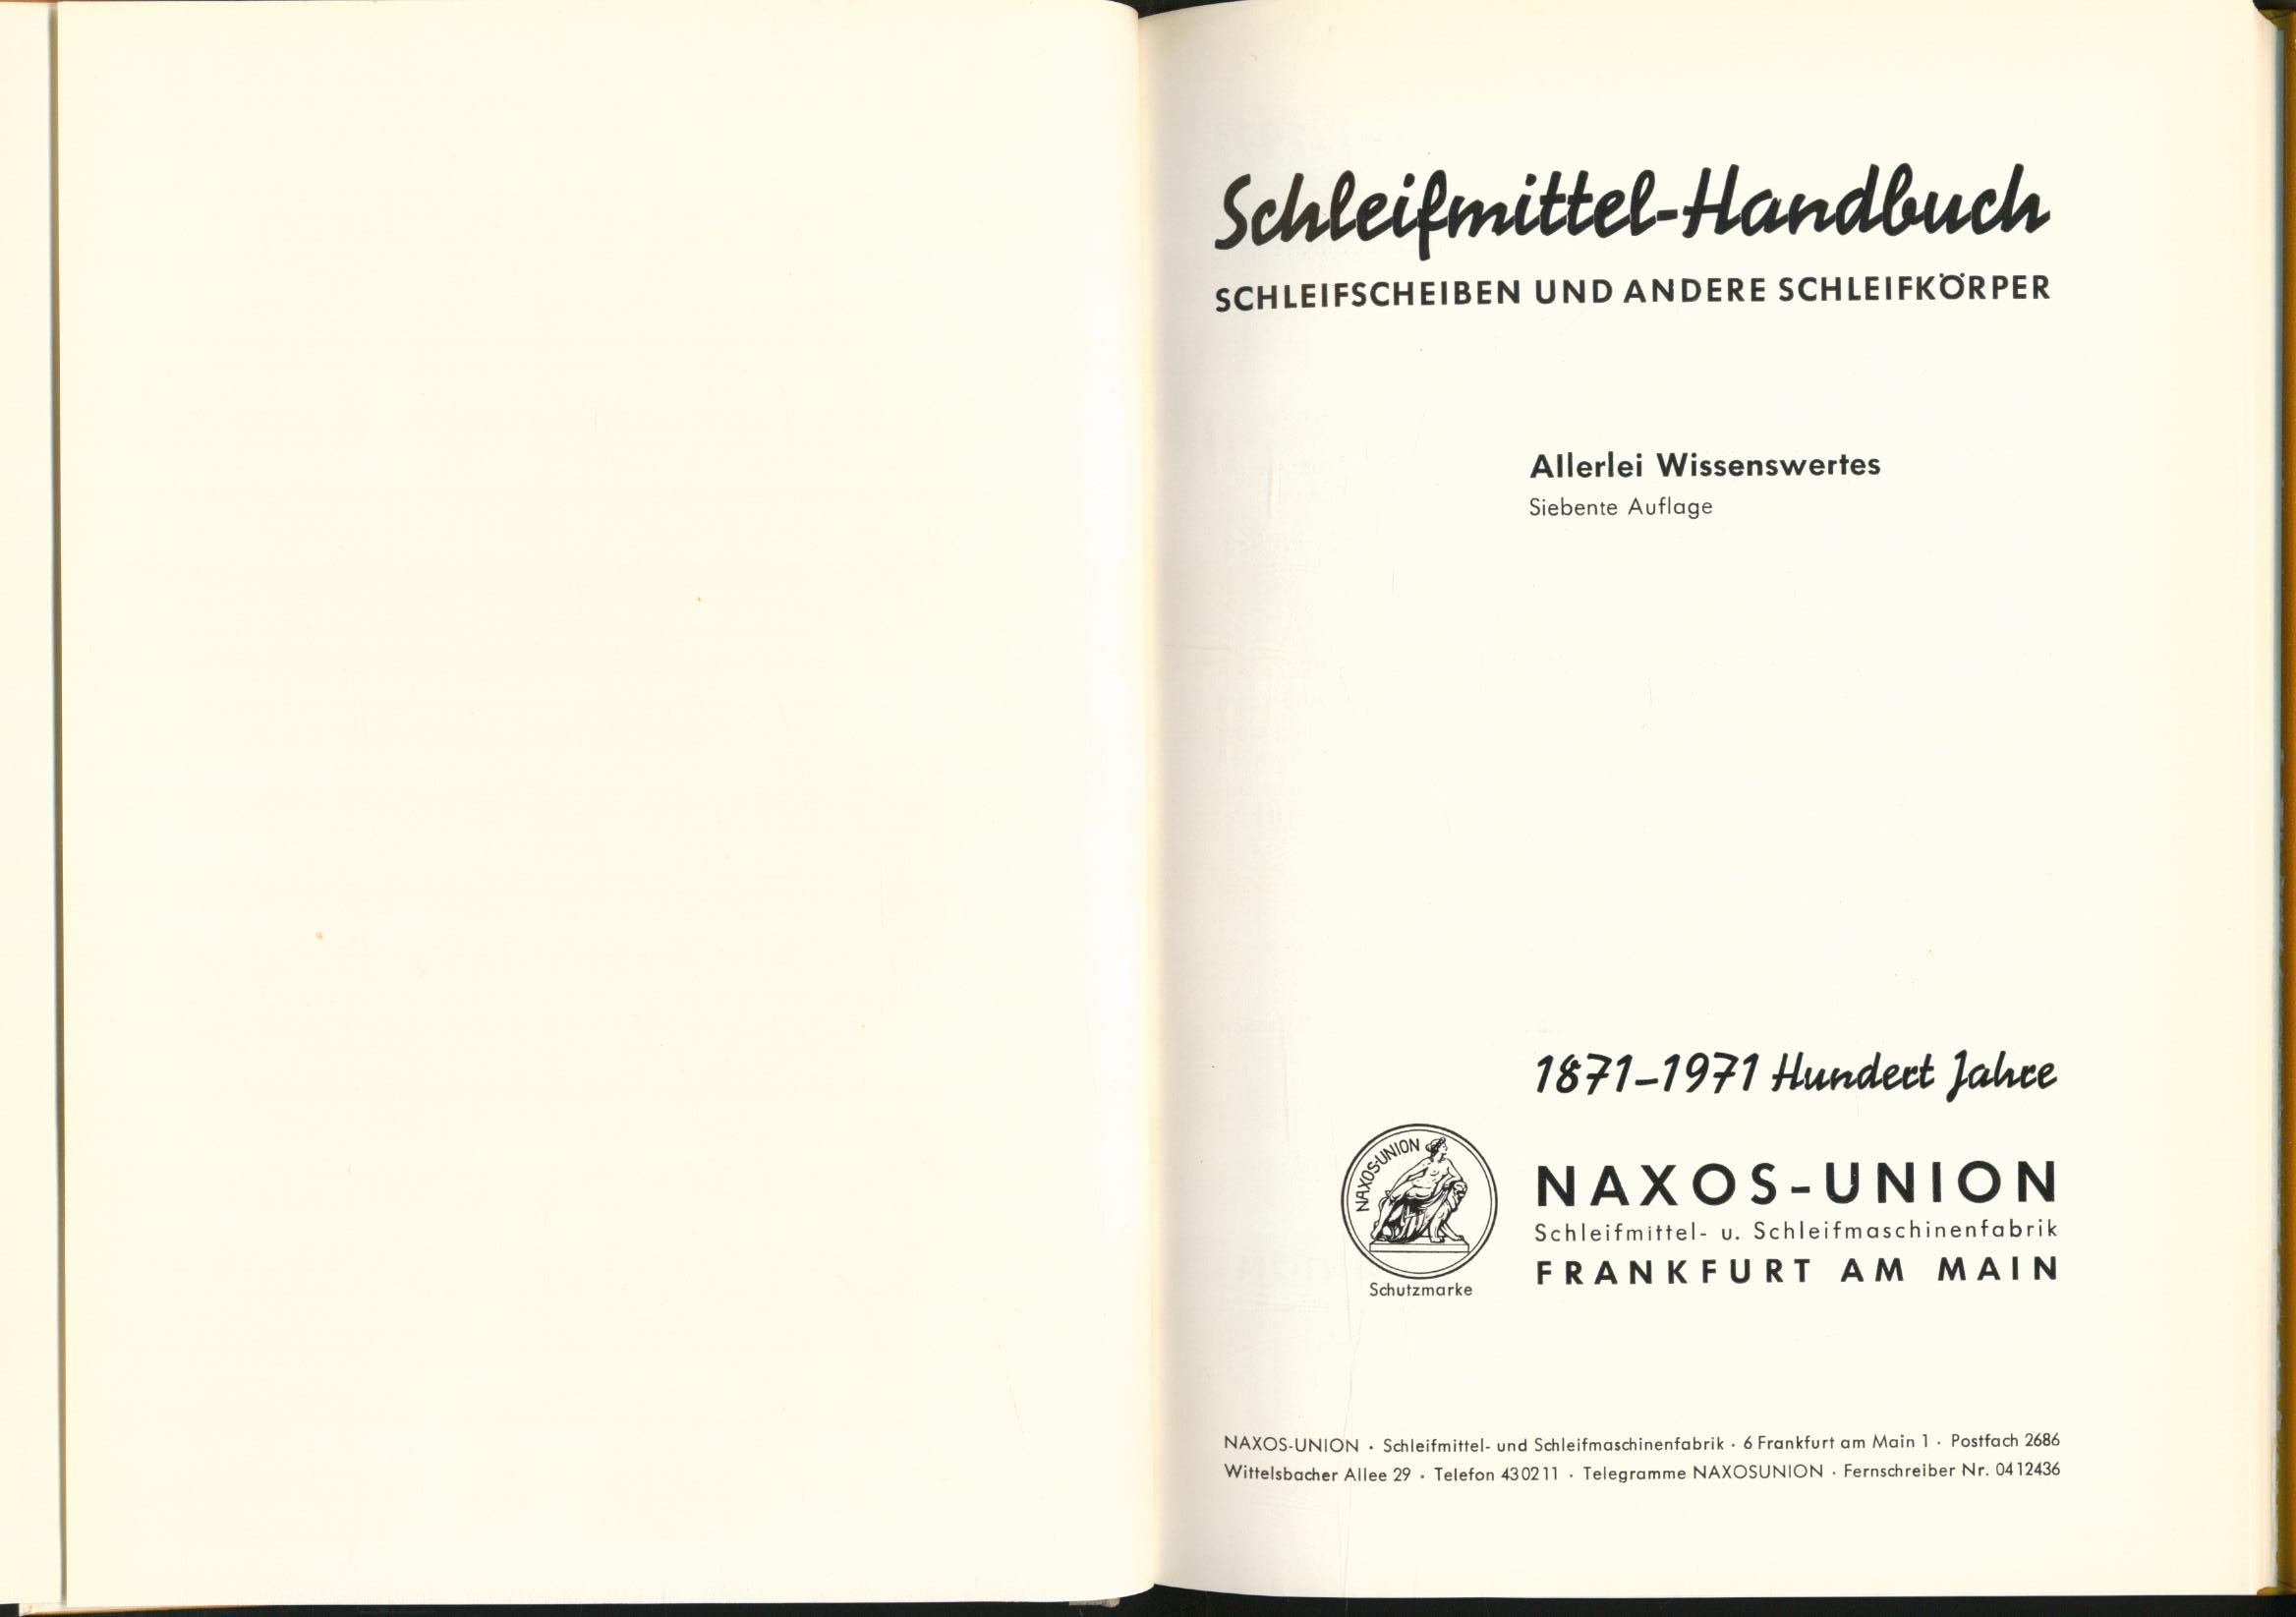 Schleifmittel-Handbuch
SCHLEIFSCHEIBEN UND ANDERE SCHLEIFKÖRPER
Allerlei Wissenswertes
Siebente Auflage
1871–1971 Hundert Jahre
NAXOS-UNION
NAXOS-UNION
Schleifmittel- u. Schleifmaschinenfabrik
FRANKFURT AM MAIN
Schutzmarke
NAXOS-UNION · Schleifmittel- und Schleifmaschinenfabrik · 6 Frankfurt am Main 1 · Postfach 2686
Wittelsbacher Allee 29 · Telefon 430211 · Telegramme NAXOSUNION · Fernschreiber Nr. 0412436